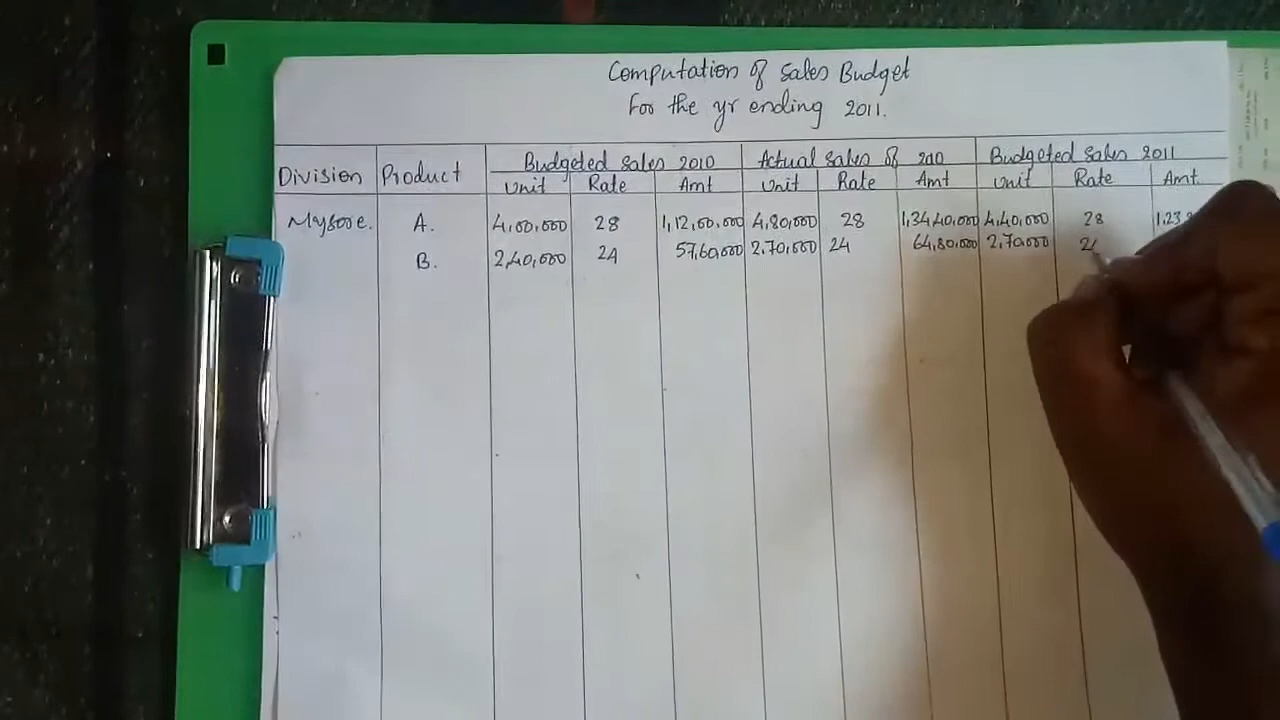 Computation of Sales Budget
For the yr ending 2011.
Division Product Budgeted Sales 2010 Actual Sales of 2010 Budgeted Sales 2011
Unit Rate Amt Unit Rate Amt Unit Rate Amt
Mysore. A. 4,00,000 28 1,12,00,000 4,80,000 28 1,34,40,000 4,40,000 28 1,23,
B. 2,40,000 24 57,60,000 2,70,000 24 64,80,000 2,70,000